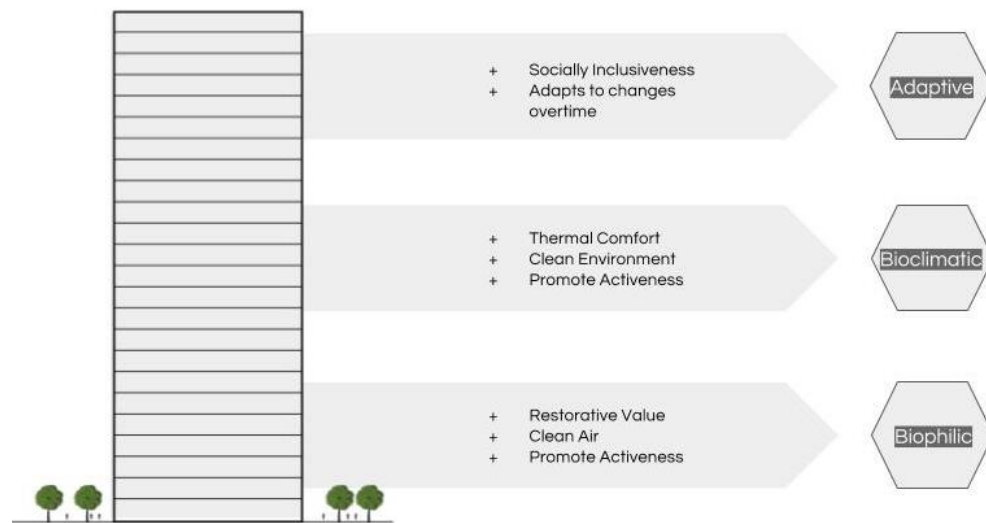 + Socially Inclusiveness
+ Adapts to changes
overtime
Adaptive
+ Thermal Comfort
+ Clean Environment
+ Promote Activeness
Bioclimatic
+ Restorative Value
+ Clean Air
+ Promote Activeness
Biophilic